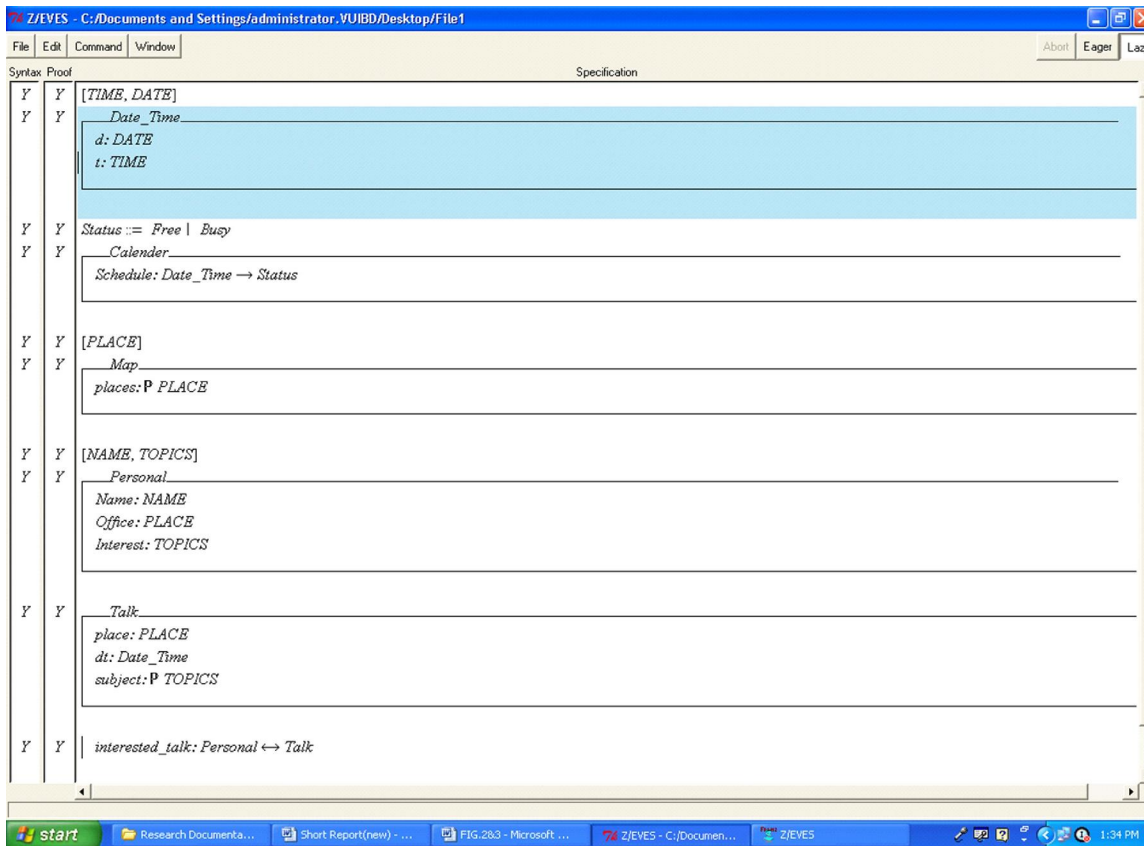 Z/EVES - C:/Documents and Settings/administrator.VUIBD/Desktop/File1
File Edit Command Window Abort Eager Laz
Syntax Proof Specification
Y Y [TIME, DATE]
Y Y Date_Time
d: DATE
t: TIME
Y Y Status ::= Free | Busy
Y Y Calender
Schedule: Date_Time → Status
Y Y [PLACE]
Y Y Map
places: P PLACE
Y Y [NAME, TOPICS]
Y Y Personal
Name: NAME
Office: PLACE
Interest: TOPICS
Y Y Talk
place: PLACE
dt: Date_Time
subject: P TOPICS
Y Y interested_talk: Personal ↔ Talk
start Research Documenta... Short Report(new) - ... FIG.2&3 - Microsoft ... Z/EVES - C:/Documen... Z/EVES 1:34 PM